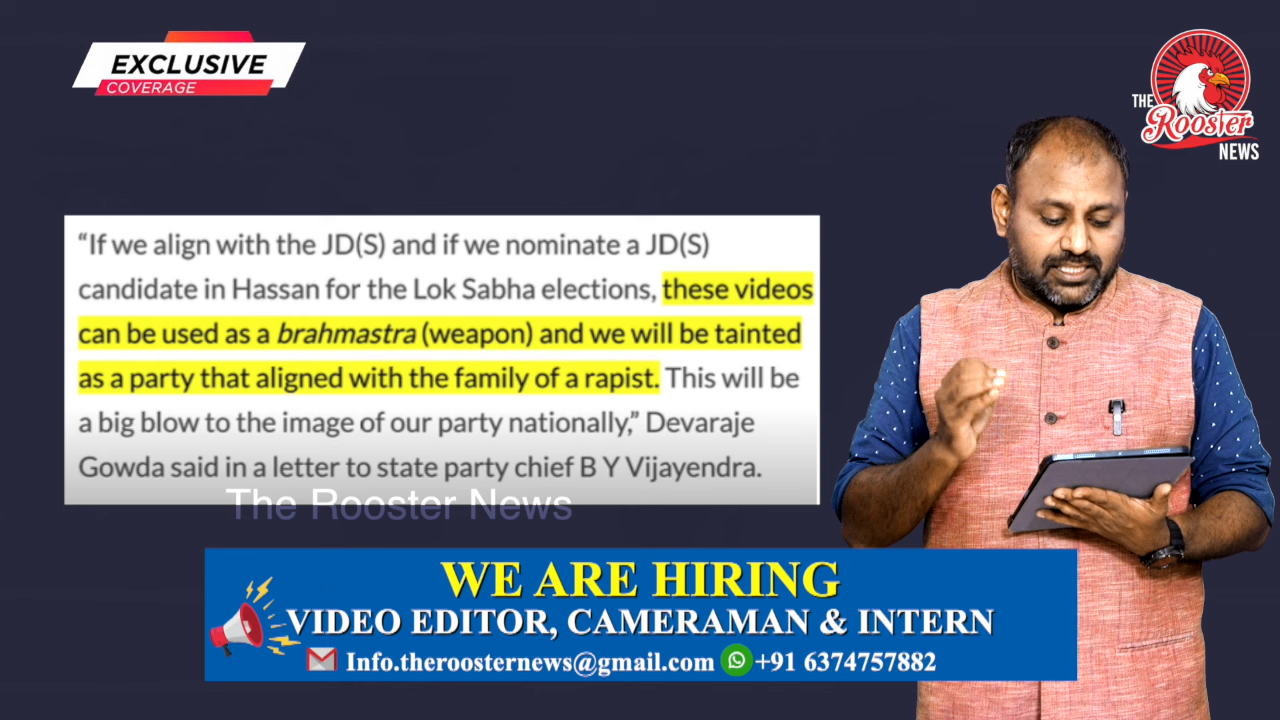 EXCLUSIVE
COVERAGE
THE
Rooster
NEWS
“If we align with the JD(S) and if we nominate a JD(S)
candidate in Hassan for the Lok Sabha elections, these videos
can be used as a brahmastra (weapon) and we will be tainted
as a party that aligned with the family of a rapist. This will be
a big blow to the image of our party nationally,” Devaraje
Gowda said in a letter to state party chief B Y Vijayendra.
The Rooster News
WE ARE HIRING
VIDEO EDITOR, CAMERAMAN & INTERN
Info.theroosternews@gmail.com +91 6374757882